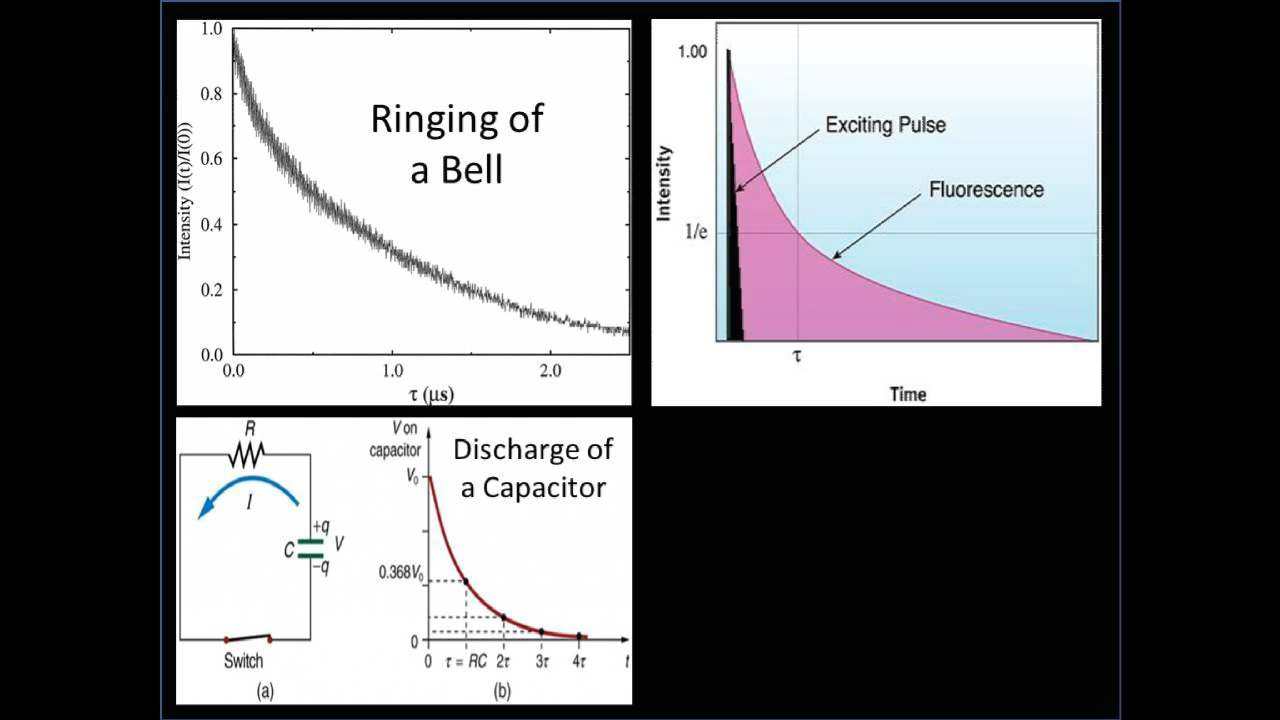 1.0
0.8
0.6
0.4
0.2
0.0
Intensity (I(t)/I(0))
Ringing of
a Bell
0.0 1.0 2.0
τ (μs)
1.00
1/e
Intensity
Exciting Pulse
Fluorescence
τ
Time
R
I
+q
C V
–q
Switch
(a)
V on
capacitor
V₀
Discharge of
a Capacitor
0.368V₀
0
0 τ = RC 2τ 3τ 4τ t
(b)